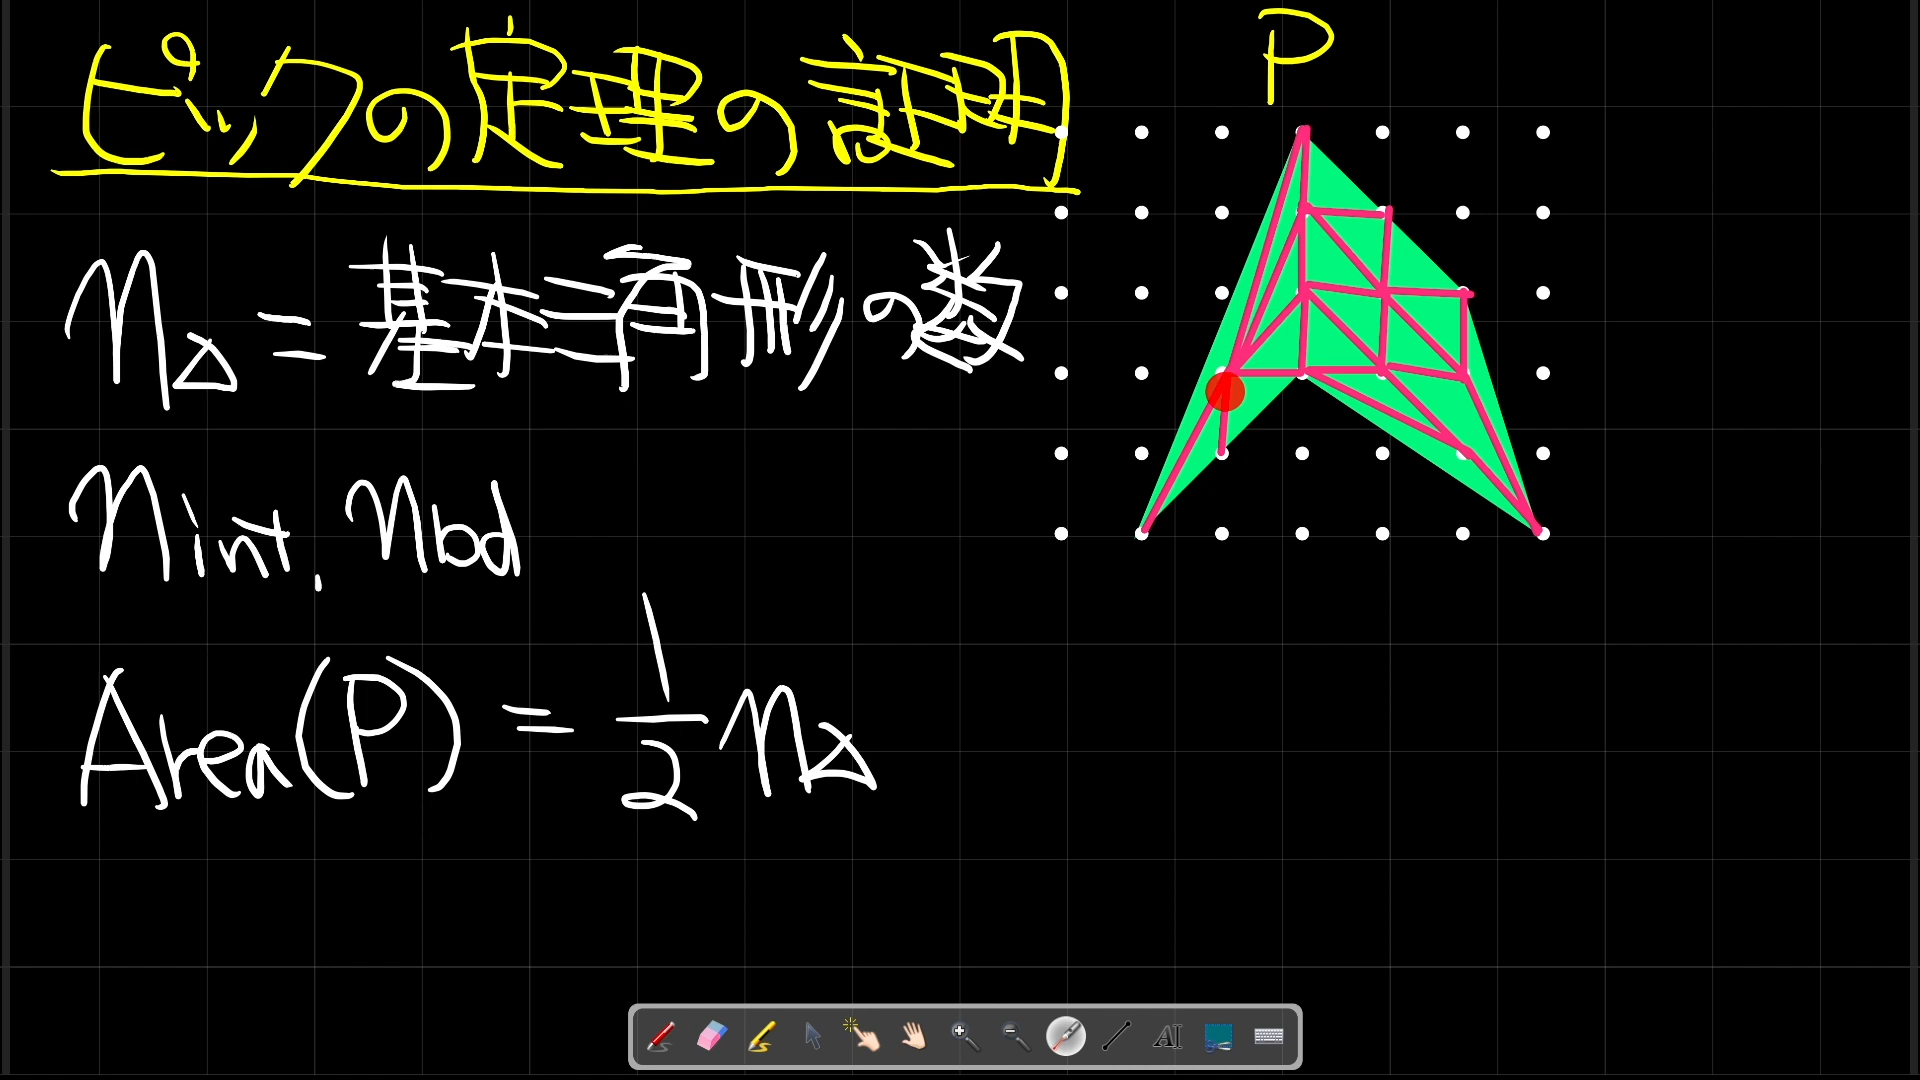 ピックの定理の証明
P
n△ = 基本三角形の数
nint, nbd
Area(P) = 1/2 n△
AI